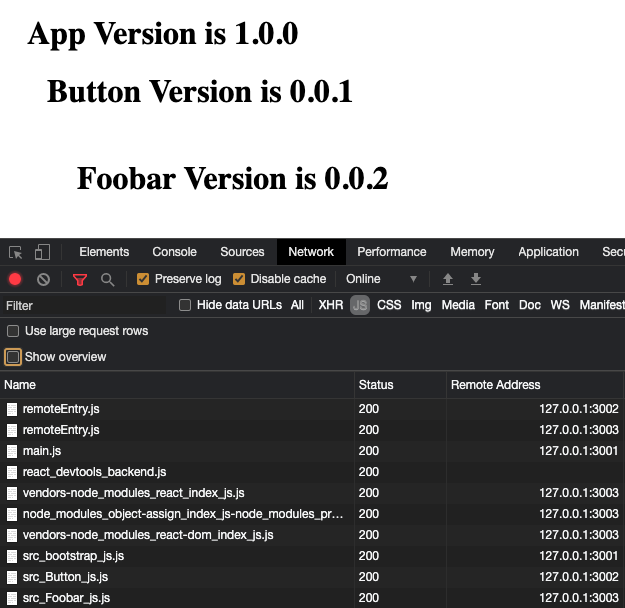 App Version is 1.0.0
Button Version is 0.0.1
Foobar Version is 0.0.2
Elements Console Sources Network Performance Memory Application Secu
Preserve log Disable cache Online
Filter Hide data URLs All XHR JS CSS Img Media Font Doc WS Manifest
Use large request rows
Show overview
Name Status Remote Address
remoteEntry.js 200 127.0.0.1:3002
remoteEntry.js 200 127.0.0.1:3003
main.js 200 127.0.0.1:3001
react_devtools_backend.js 200
vendors-node_modules_react_index_js.js 200 127.0.0.1:3003
node_modules_object-assign_index_js-node_modules_pr... 200 127.0.0.1:3003
vendors-node_modules_react-dom_index_js.js 200 127.0.0.1:3003
src_bootstrap_js.js 200 127.0.0.1:3001
src_Button_js.js 200 127.0.0.1:3002
src_Foobar_js.js 200 127.0.0.1:3003